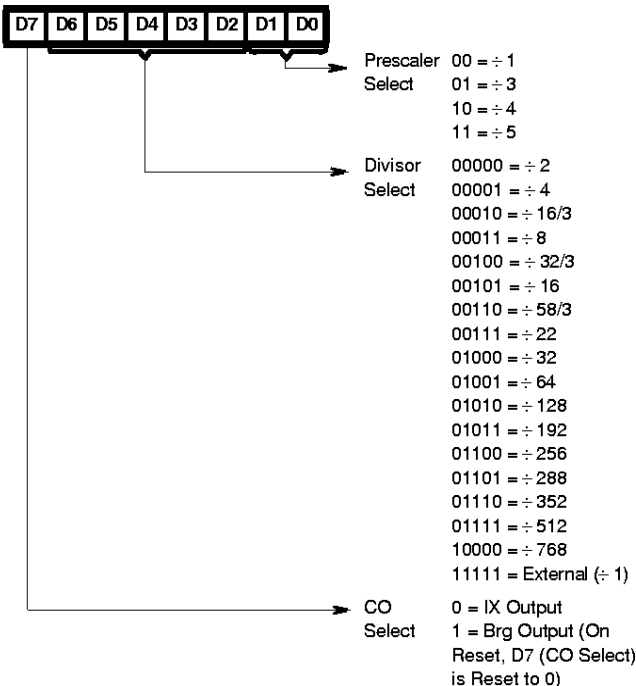 D7 D6 D5 D4 D3 D2 D1 D0
Prescaler 00 = ÷ 1
Select 01 = ÷ 3
10 = ÷ 4
11 = ÷ 5
Divisor 00000 = ÷ 2
Select 00001 = ÷ 4
00010 = ÷ 16/3
00011 = ÷ 8
00100 = ÷ 32/3
00101 = ÷ 16
00110 = ÷ 58/3
00111 = ÷ 22
01000 = ÷ 32
01001 = ÷ 64
01010 = ÷ 128
01011 = ÷ 192
01100 = ÷ 256
01101 = ÷ 288
01110 = ÷ 352
01111 = ÷ 512
10000 = ÷ 768
11111 = External (÷ 1)
CO 0 = IX Output
Select 1 = Brg Output (On
Reset, D7 (CO Select)
is Reset to 0)